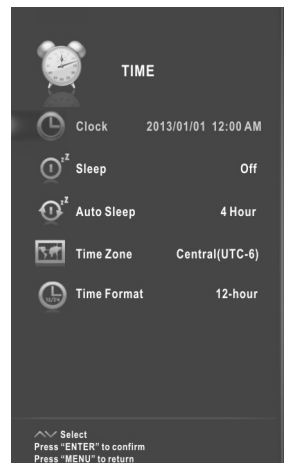 TIME
Clock 2013/01/01 12:00 AM
Sleep Off
Auto Sleep 4 Hour
Time Zone Central(UTC-6)
Time Format 12-hour
Select
Press “ENTER” to confirm
Press “MENU” to return